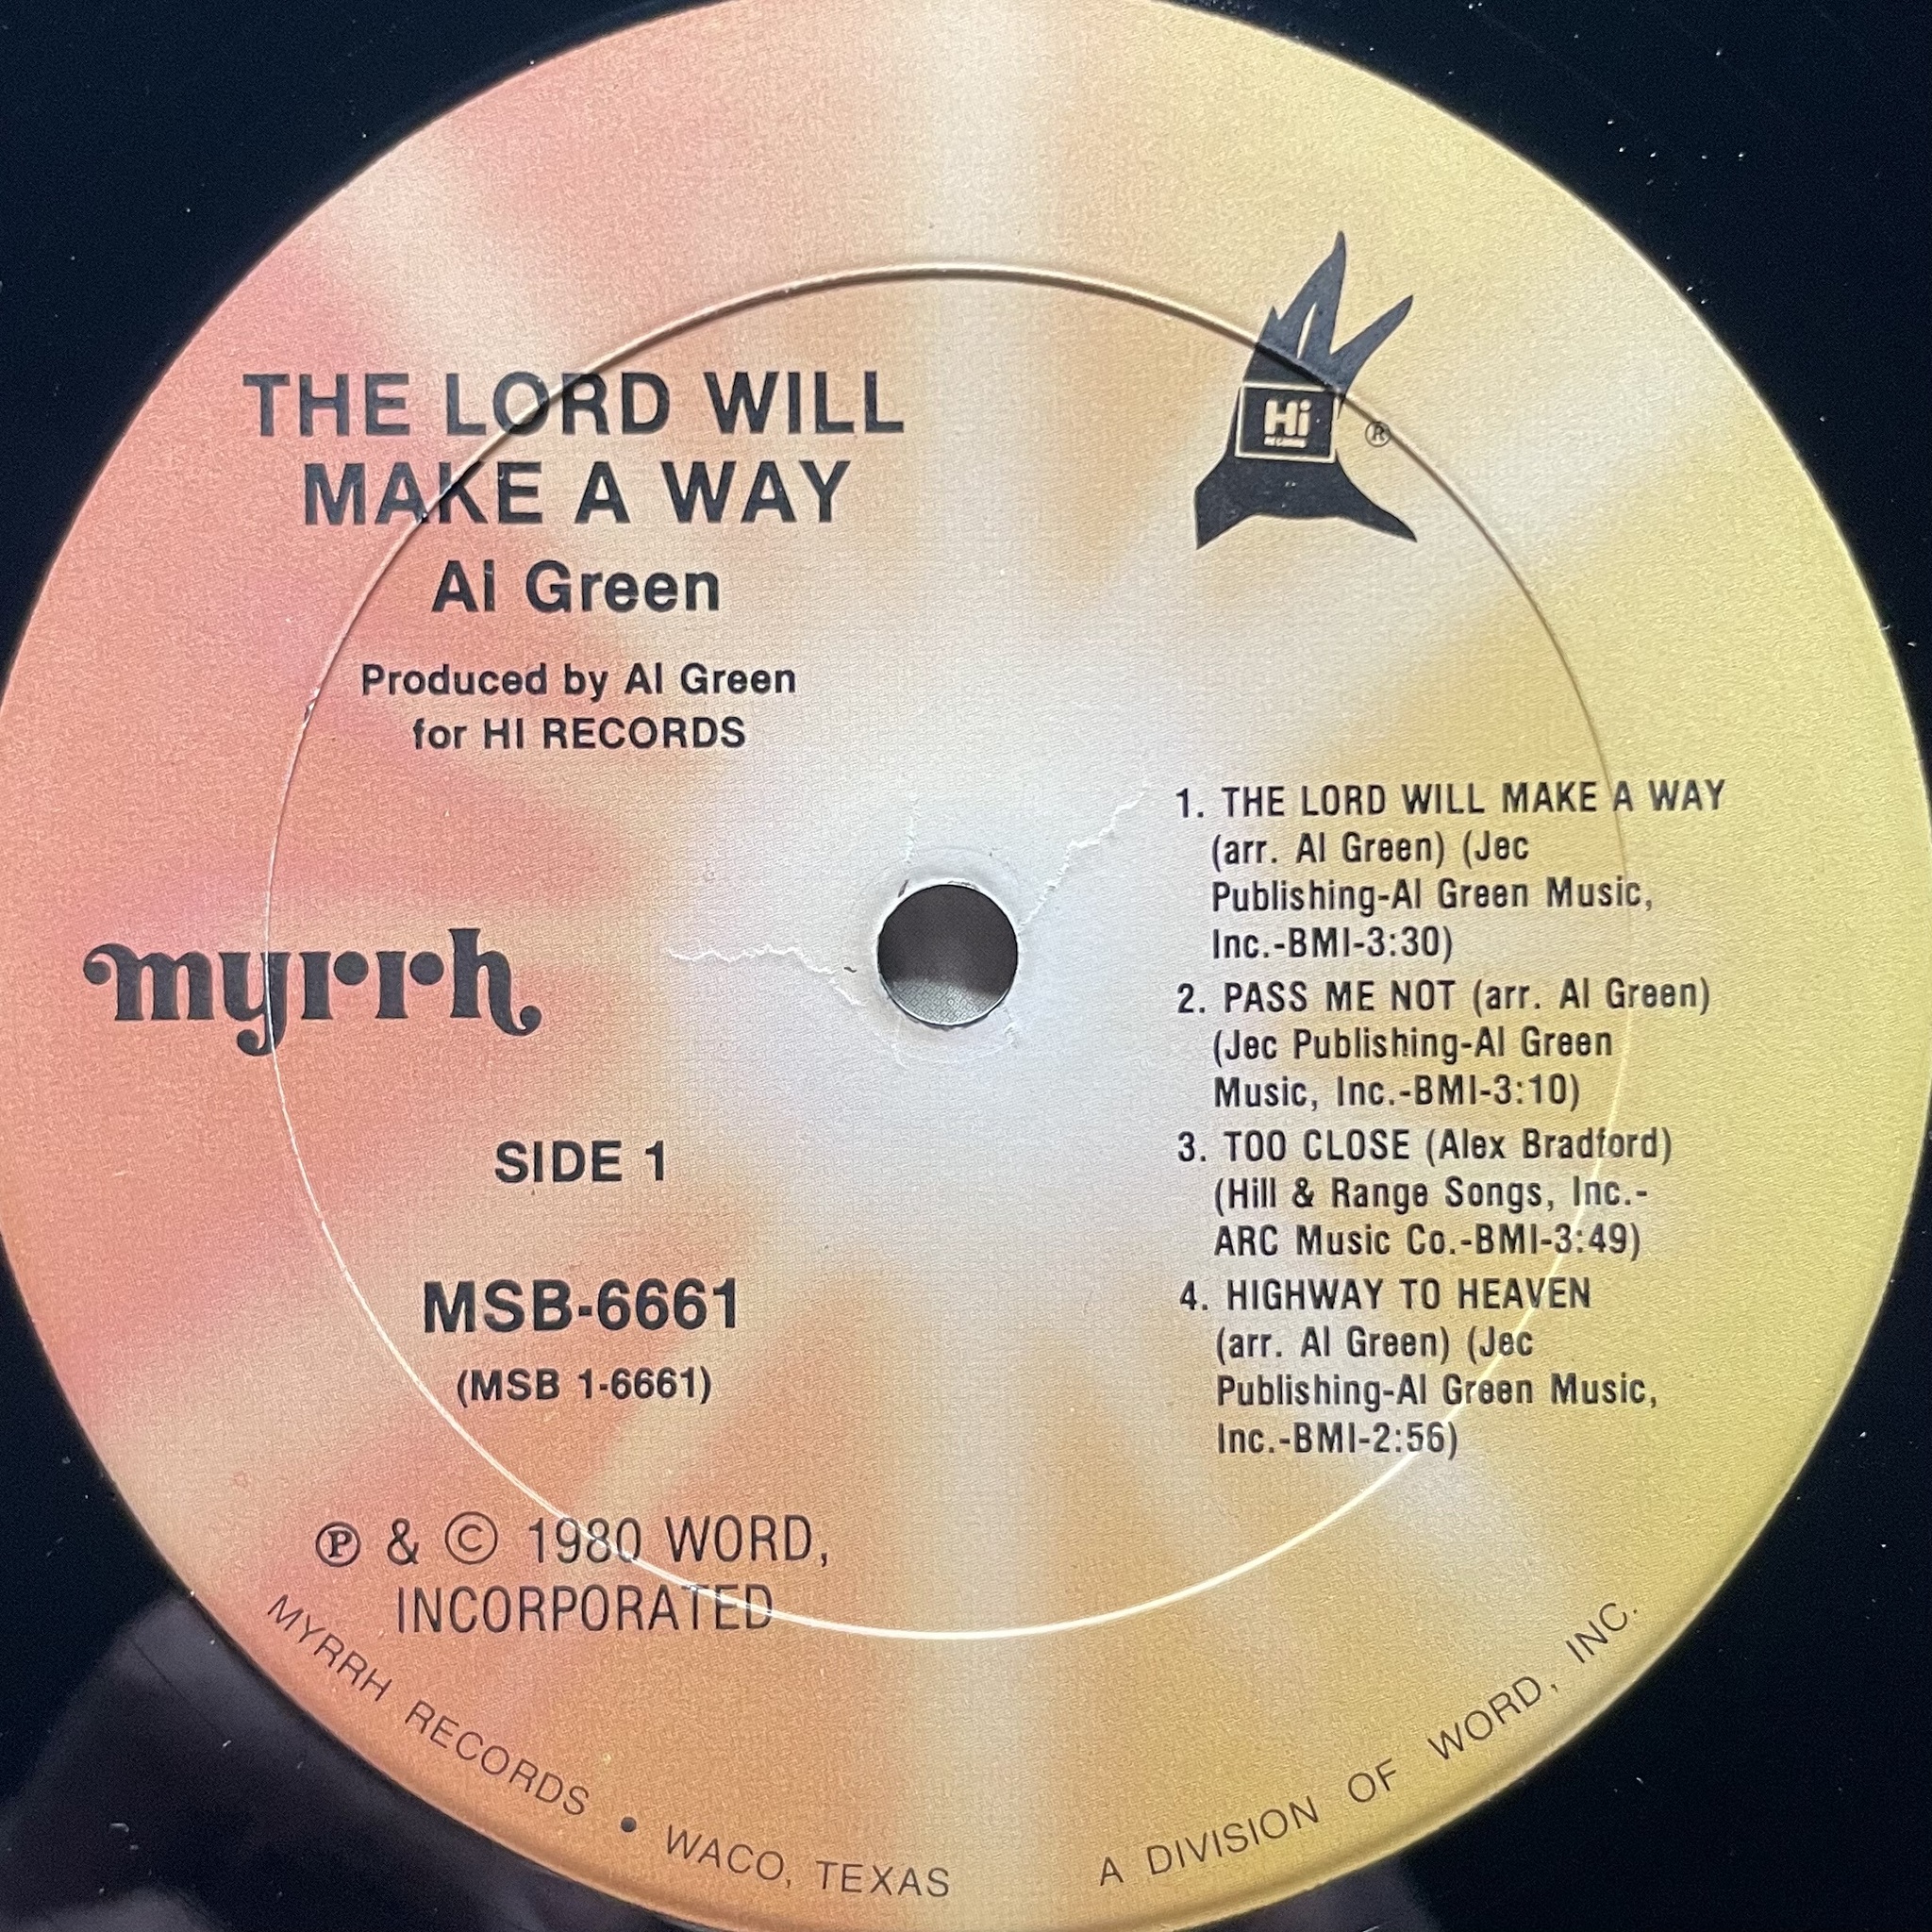 THE LORD WILL
MAKE A WAY
Al Green
Produced by Al Green
for HI RECORDS
Hi
®
myrrh
SIDE 1
MSB-6661
(MSB 1-6661)
1. THE LORD WILL MAKE A WAY
(arr. Al Green) (Jec
Publishing-Al Green Music,
Inc.-BMI-3:30)
2. PASS ME NOT (arr. Al Green)
(Jec Publishing-Al Green
Music, Inc.-BMI-3:10)
3. TOO CLOSE (Alex Bradford)
(Hill & Range Songs, Inc.-
ARC Music Co.-BMI-3:49)
4. HIGHWAY TO HEAVEN
(arr. Al Green) (Jec
Publishing-Al Green Music,
Inc.-BMI-2:56)
℗ & © 1980 WORD,
INCORPORATED
MYRRH RECORDS • WACO, TEXAS A DIVISION OF WORD, INC.